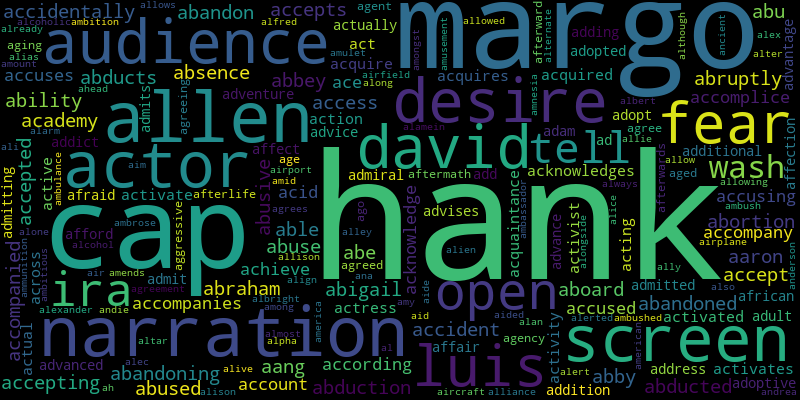 accidentally ambition abandon accepts agent allows allowed
alcoholic alfred actually amongst although ancient
already audience act afterward alternate adding abu
aging alias amount acquire amusement adopted alex advantage
accuses abducts absence amulet airfield acquires acquired alter
ability ahead abbey ace along abruptly
academy allen admits agreeing adventure access desire amnesia albert accomplice
alarm addict actor action advice alamein david tell adam adopt fear
all ambulance affect age airport admiral aftermath add ad agree allie additional
admitting accepted active afraid activate afterlife aim abusive acid amid acknowledges aged allow wash
alone cap ambrose aggressive agrees able abuse alley ago hank always afterwards allowing affection
afford alcohol allison abe advises acquaintance ambassador alice activist alongside ambush abortion accusing
accompanied ammunition across ambitious air amends admit achieve agreed acknowledge alien advance acting airplane accompany
actual ira abraham align ana aide open aboard ally also aaron accept anderson
alexander andie agreement accompanies albright abigail amy accused admitted abandoned african
narration altar among america actress aid accident aided alan alerted ambushed activated adult
advanced alec almost alpha al affair agency activity american screen
accepting abandoning aang according luis alert abby address activates
ah abused alison alive account abduction aircraft alliance addition abducted adoptive andrea
margo